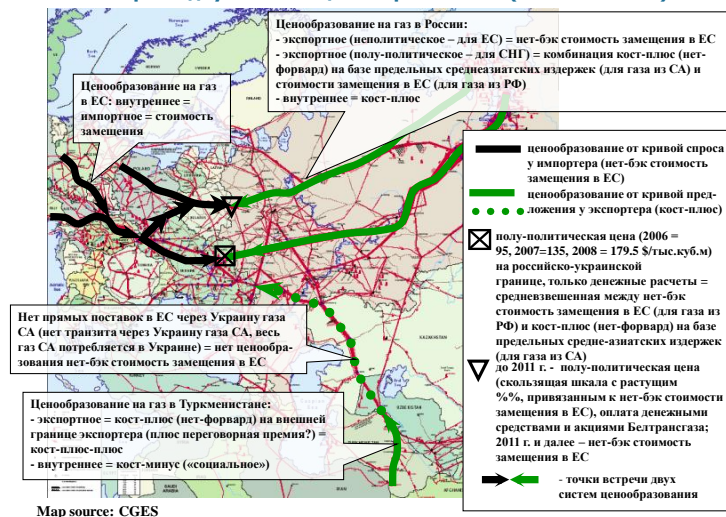 Ценообразование на газ в России:
- экспортное (неполитическое – для ЕС) = нет-бэк стоимость замещения в ЕС
- экспортное (полу-политическое – для СНГ) = комбинация кост-плюс (нет-
форвард) на базе предельных среднеазиатских издержек (для газа из СА) и
стоимости замещения в ЕС (для газа из РФ)
- внутреннее = кост-плюс
Ценообразование на газ
в ЕС: внутреннее =
импортное = стоимость
замещения
ценообразование от кривой спроса
у импортера (нет-бэк стоимость
замещения в ЕС)
ценообразование от кривой пред-
ложения у экспортера (кост-плюс)
полу-политическая цена (2006 =
95, 2007=135, 2008 = 179.5 $/тыс.куб.м)
на российско-украинской
границе, только денежные расчеты =
средневзвешенная между нет-бэк
стоимость замещения в ЕС (для газа из
РФ) и кост-плюс (нет-форвард) на базе
предельных средне-азиатских издержек
(для газа из СА)
до 2011 г. - полу-политическая цена
(скользящая шкала с растущим
%%, привязанным к нет-бэк стоимости
замещения в ЕС), оплата денежными
средствами и акциями Белтрансгаза;
2011 г. и далее – нет-бэк стоимость
замещения в ЕС
- точки встречи двух
систем ценообразования
Нет прямых поставок в ЕС через Украину газа
СА (нет транзита через Украину газа СА, весь
газ СА потребляется в Украине) = нет ценообра-
зования нет-бэк стоимость замещения в ЕС
KAZAKHSTAN
Ценообразование на газ в Туркменистане:
- экспортное = кост-плюс (нет-форвард) на внешней
границе экспортера (плюс переговорная премия?) =
кост-плюс-плюс
- внутреннее = кост-минус («социальное»)
UZBEKISTAN
IRAN
SAUDI
ARABIA
Map source: CGES